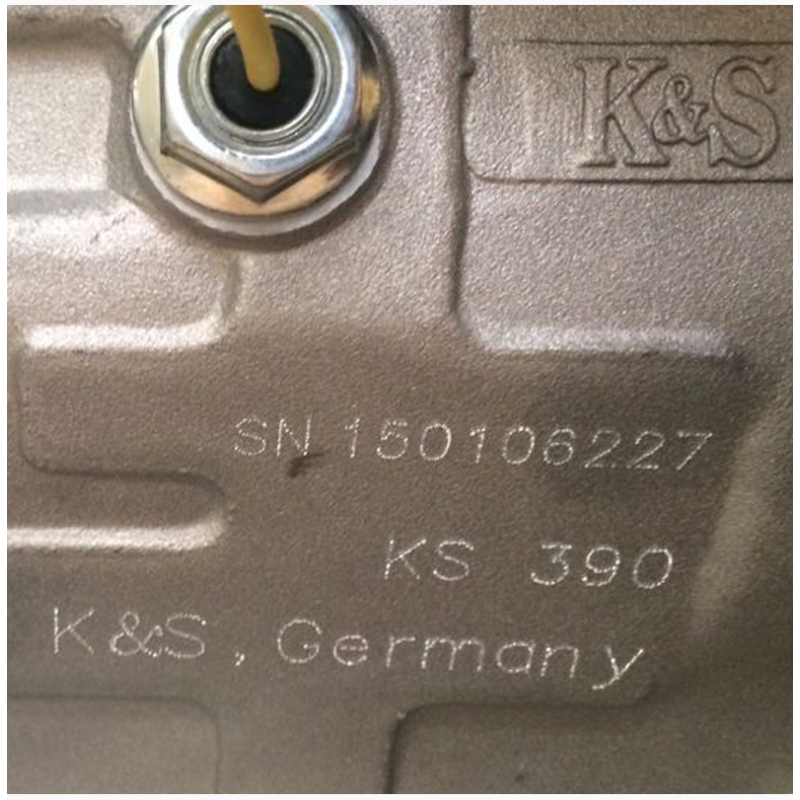 K&S
SN 150106227
KS 390
K&S, Germany